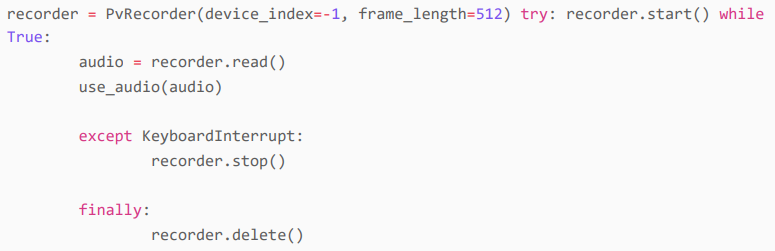 recorder = PvRecorder(device_index=-1, frame_length=512) try: recorder.start() while
True:
        audio = recorder.read()
        use_audio(audio)

        except KeyboardInterrupt:
                recorder.stop()

        finally:
                recorder.delete()